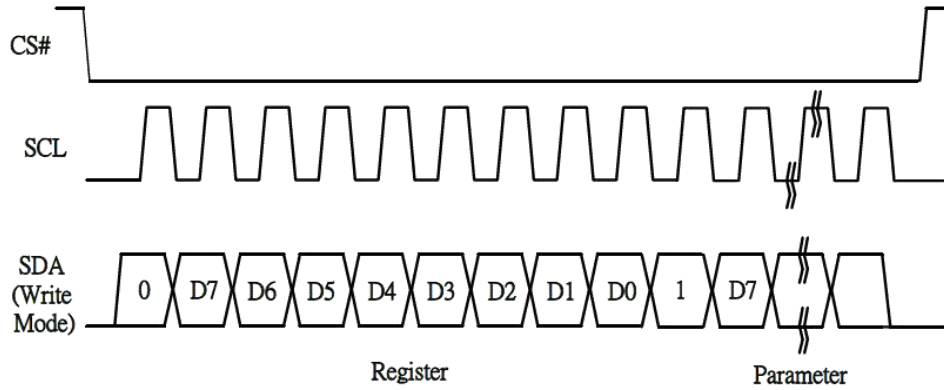 CS#
SCL
SDA
(Write
Mode)
0 D7 D6 D5 D4 D3 D2 D1 D0 1 D7
Register Parameter